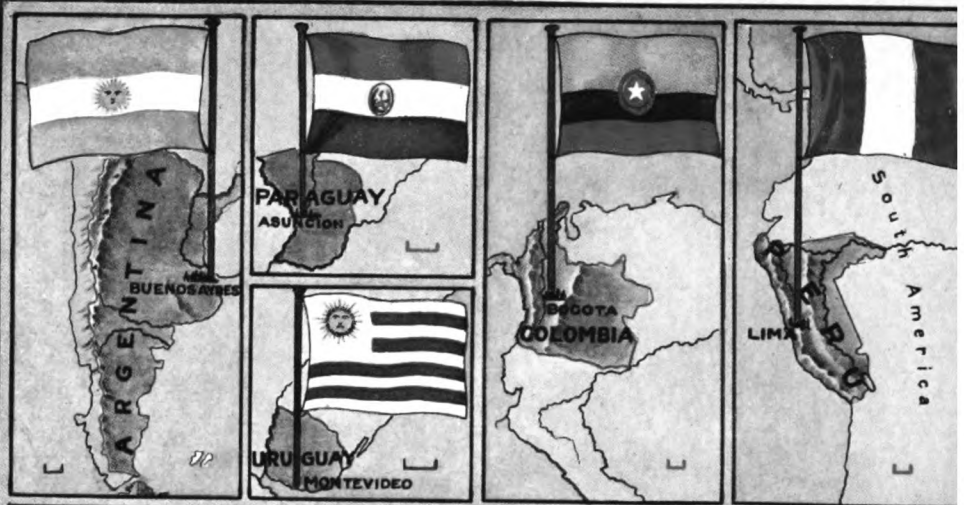 ARGENTINA
BUENOS AYRES
PARAGUAY
ASUNCION
URUGUAY
MONTEVIDEO
BOGOTA
COLOMBIA
South America
PERU
LIMA